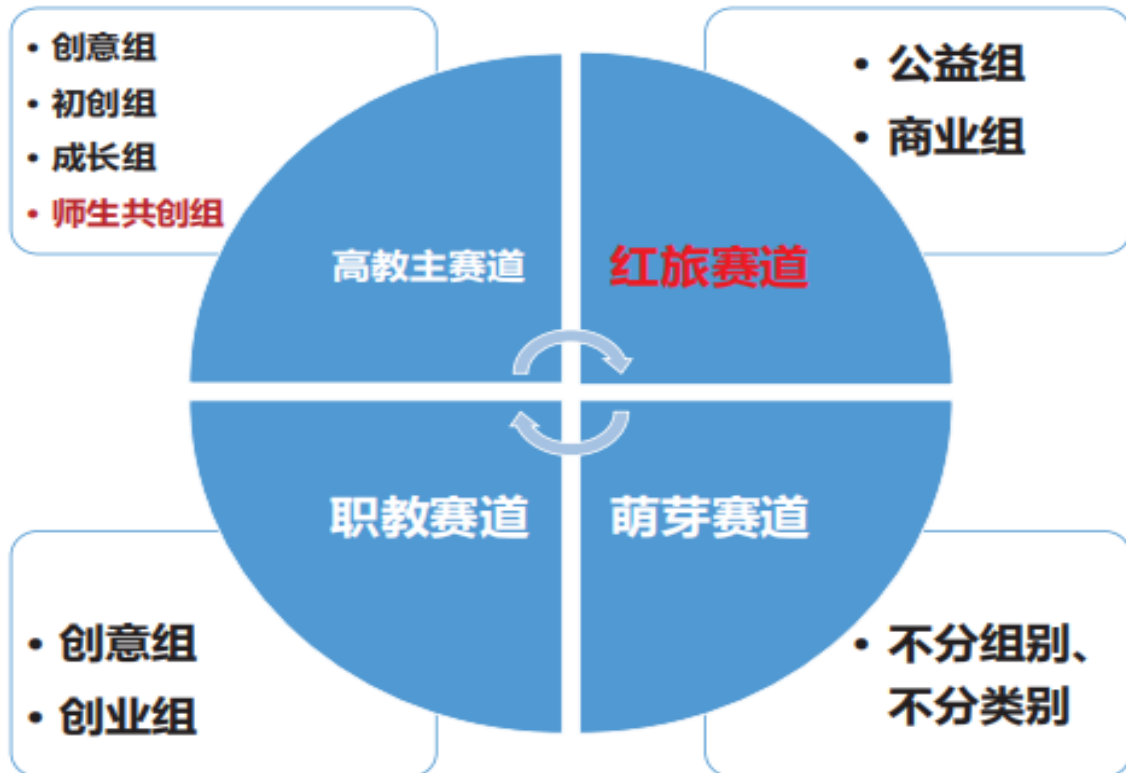 • 创意组
• 初创组
• 成长组
• 师生共创组
高教主赛道
• 公益组
• 商业组
红旅赛道
职教赛道
• 创意组
• 创业组
萌芽赛道
• 不分组别、
不分类别